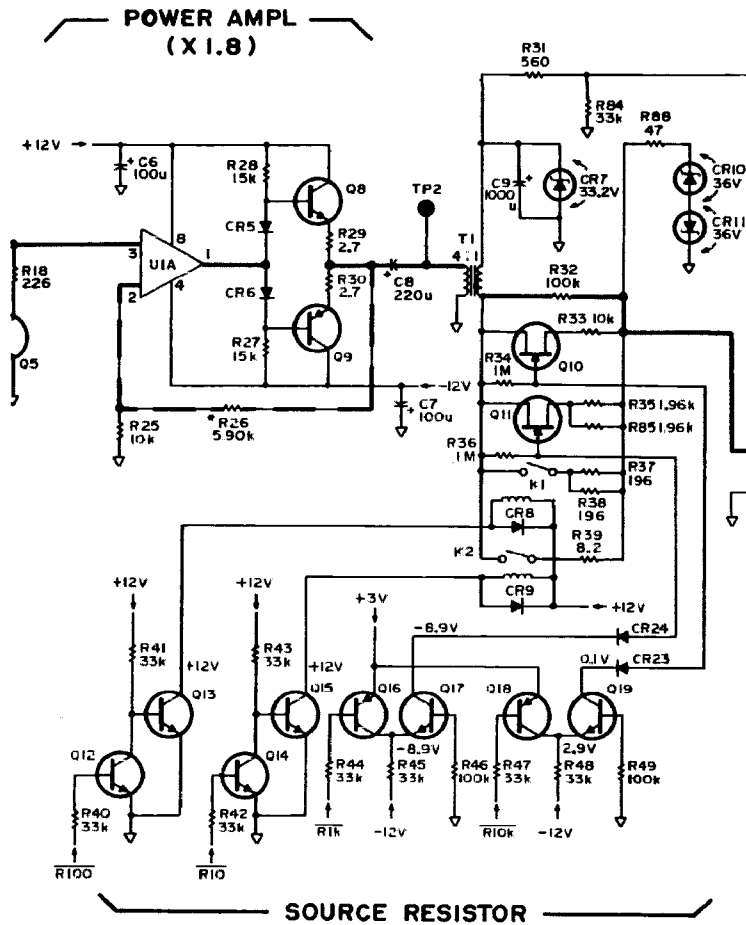 POWER AMPL
(X1.8)
R31
560
R84
33k
R88
47
+12V
+
C6
100u
R28
15k
Q8
TP2
C9
1000
u
+
CR7
33.2V
CR10
36V
CR11
36V
CR5
R29
2.7
T1
4:1
R18
226
3
8
U1A
1
2
4
CR6
R30
2.7
+
C8
220u
R32
100k
R33 10k
R27
15k
Q9
R34
1M
Q10
Q5
-12V
+
C7
100u
Q11
R35 1.96k
R85 1.96k
R25
10k
*R26
5.90k
R36
1M
K1
R37
196
R38
196
CR8
R39
8.2
K2
+12V
+12V
+3V
CR9
+12V
-8.9V
CR24
R41
33k
+12V
R43
33k
+12V
0.1V
CR23
Q13
Q15
Q16
Q17
Q18
Q19
Q12
Q14
-8.9V
2.9V
R44
33k
R45
33k
R46
100k
R47
33k
R48
33k
R49
100k
R40
33k
R42
33k
R1k
-12V
R10k
-12V
R100
R10
SOURCE RESISTOR